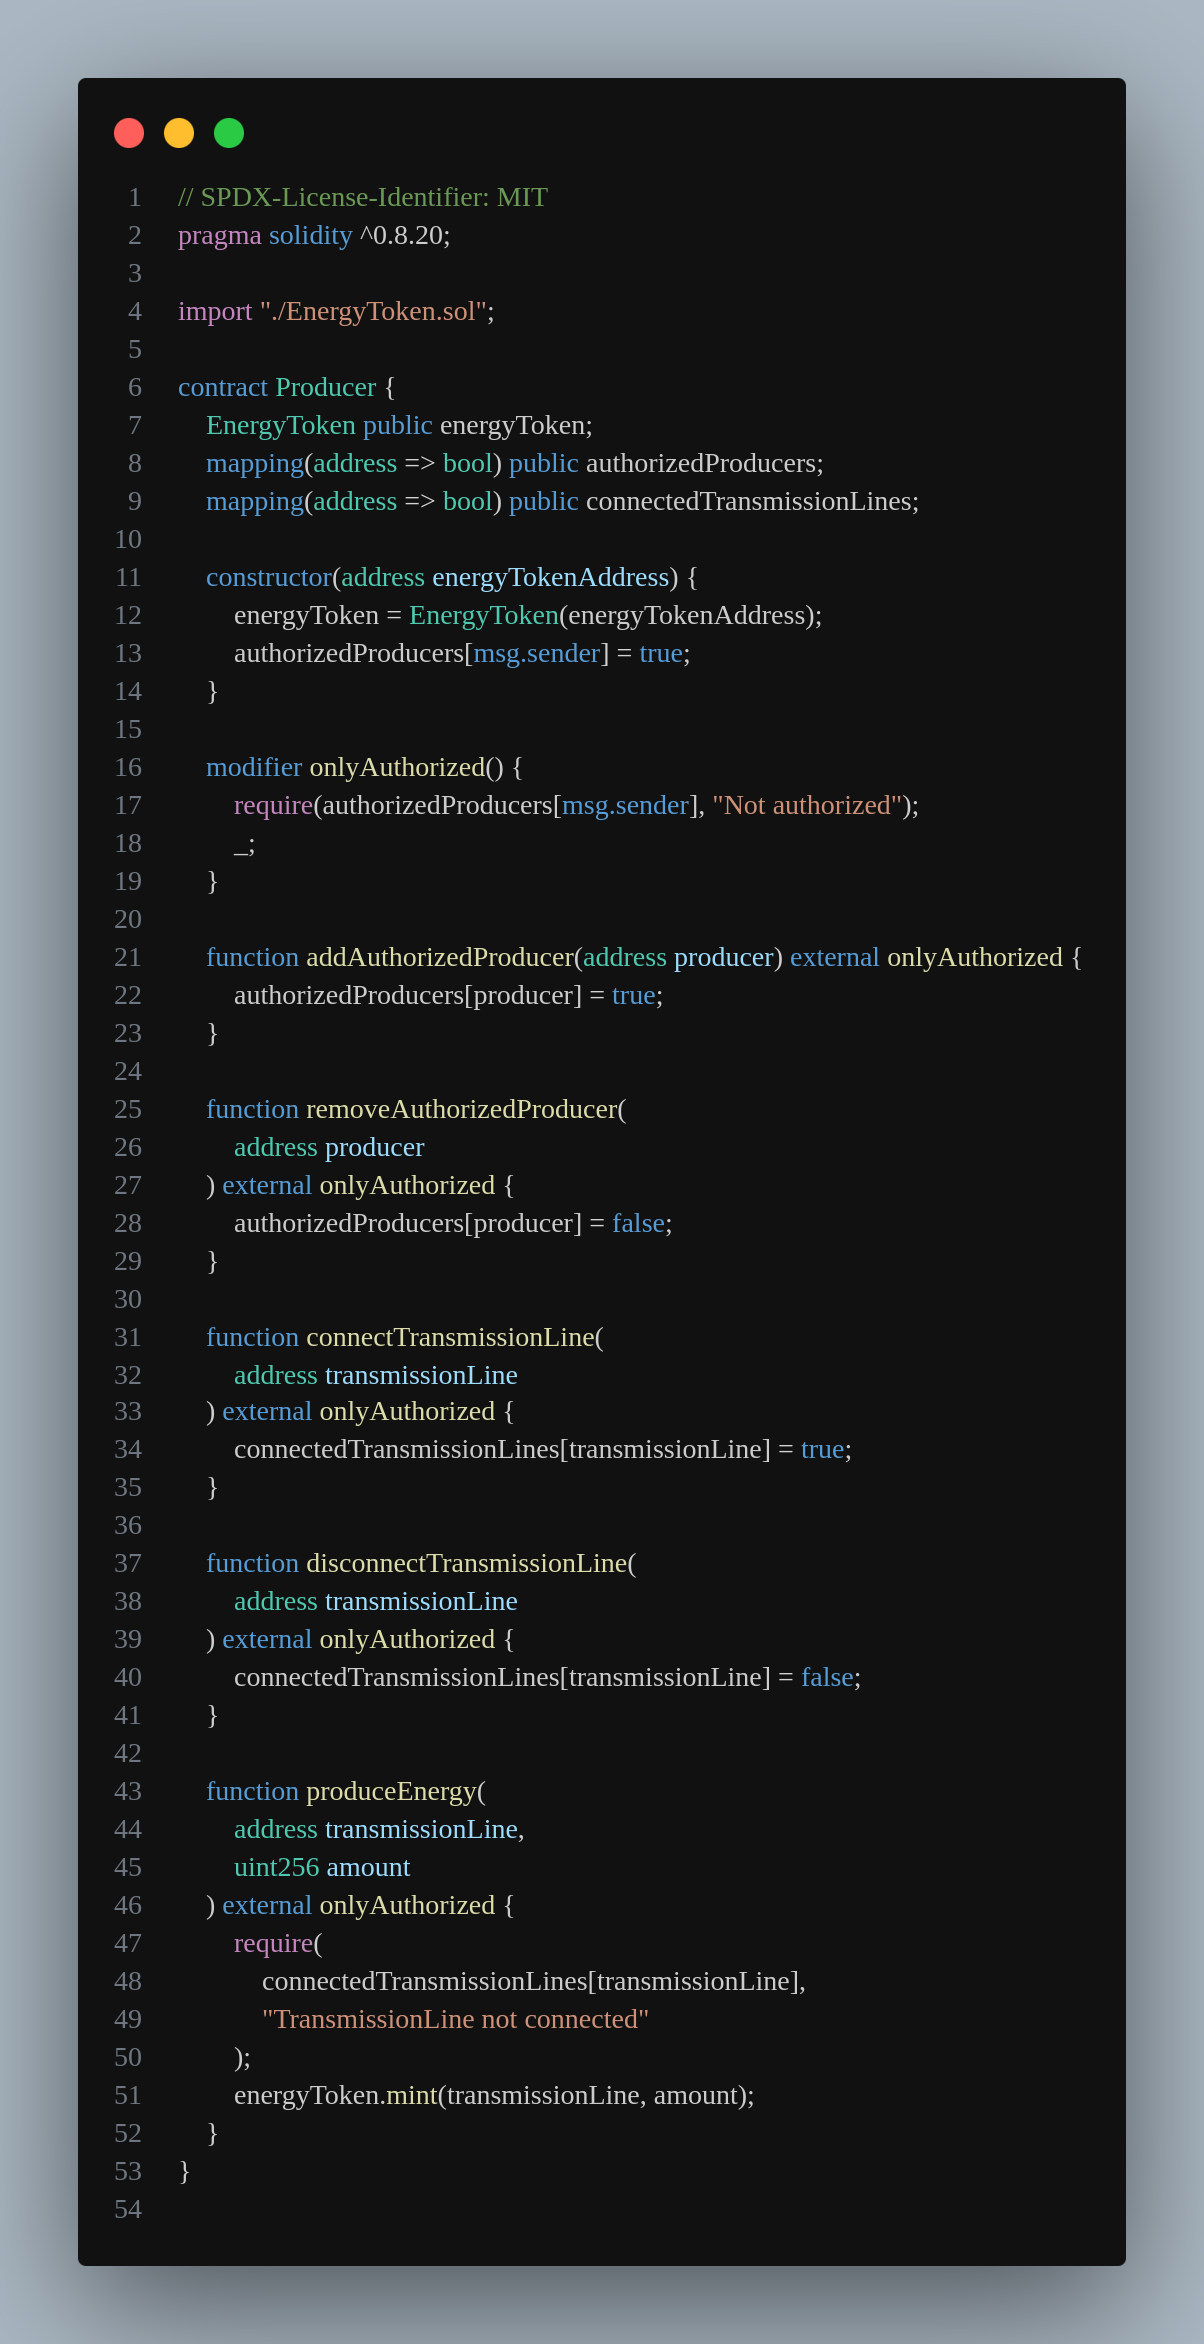 1 // SPDX-License-Identifier: MIT
2 pragma solidity ^0.8.20;
3
4 import "./EnergyToken.sol";
5
6 contract Producer {
7     EnergyToken public energyToken;
8     mapping(address => bool) public authorizedProducers;
9     mapping(address => bool) public connectedTransmissionLines;
10
11     constructor(address energyTokenAddress) {
12         energyToken = EnergyToken(energyTokenAddress);
13         authorizedProducers[msg.sender] = true;
14     }
15
16     modifier onlyAuthorized() {
17         require(authorizedProducers[msg.sender], "Not authorized");
18         _;
19     }
20
21     function addAuthorizedProducer(address producer) external onlyAuthorized {
22         authorizedProducers[producer] = true;
23     }
24
25     function removeAuthorizedProducer(
26         address producer
27     ) external onlyAuthorized {
28         authorizedProducers[producer] = false;
29     }
30
31     function connectTransmissionLine(
32         address transmissionLine
33     ) external onlyAuthorized {
34         connectedTransmissionLines[transmissionLine] = true;
35     }
36
37     function disconnectTransmissionLine(
38         address transmissionLine
39     ) external onlyAuthorized {
40         connectedTransmissionLines[transmissionLine] = false;
41     }
42
43     function produceEnergy(
44         address transmissionLine,
45         uint256 amount
46     ) external onlyAuthorized {
47         require(
48             connectedTransmissionLines[transmissionLine],
49             "TransmissionLine not connected"
50         );
51         energyToken.mint(transmissionLine, amount);
52     }
53 }
54